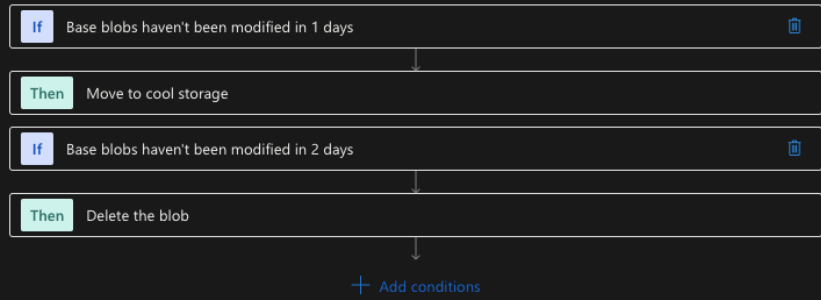 If Base blobs haven't been modified in 1 days
Then Move to cool storage
If Base blobs haven't been modified in 2 days
Then Delete the blob
Add conditions